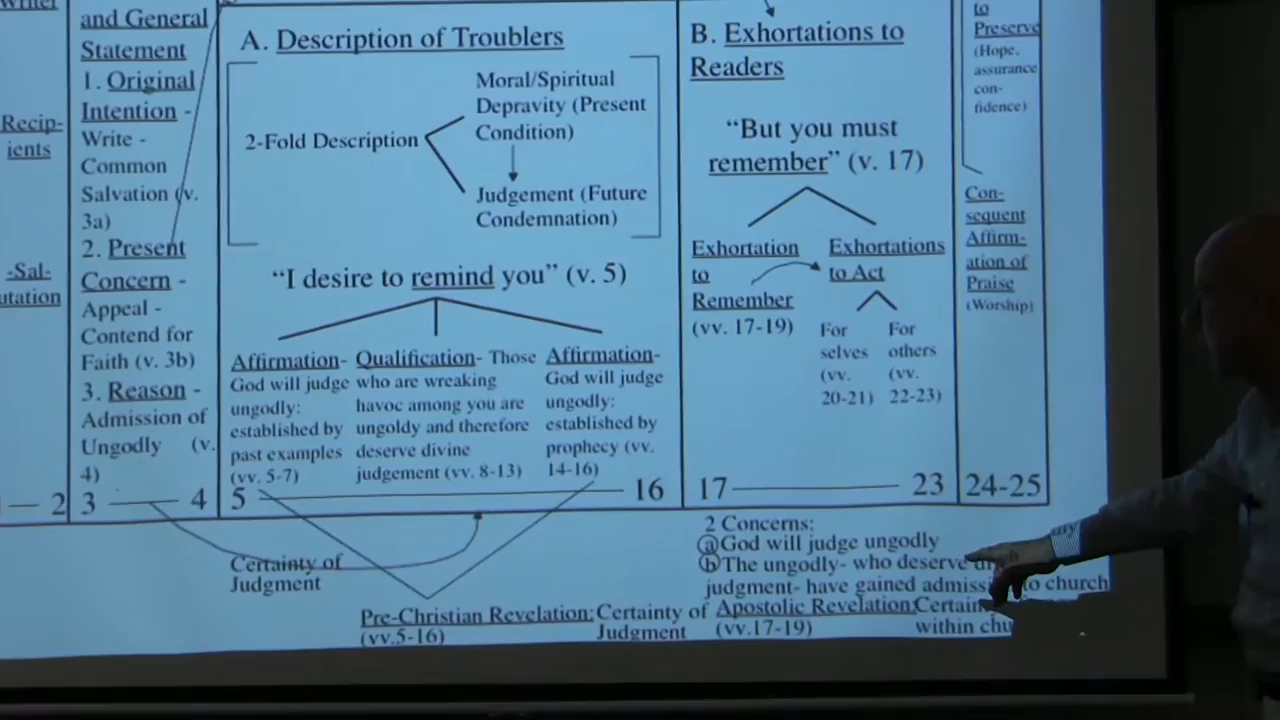 Recip-
ients
-Sal-
utation
2
and General
Statement
1. Original
Intention -
Write -
Common
Salvation (v.
3a)
2. Present
Concern -
Appeal -
Contend for
Faith (v. 3b)
3. Reason -
Admission of
Ungodly (v.
4)
3 4
A. Description of Troublers
2-Fold Description
Moral/Spiritual
Depravity (Present
Condition)
Judgement (Future
Condemnation)
“I desire to remind you” (v. 5)
Affirmation-
God will judge
ungodly:
established by
past examples
(vv. 5-7)
Qualification- Those
who are wreaking
havoc among you are
ungoldy and therefore
deserve divine
judgement (vv. 8-13)
Affirmation-
God will judge
ungodly:
established by
prophecy (vv.
14-16)
5 16
B. Exhortations to
Readers
“But you must
remember” (v. 17)
Exhortation
to
Remember
(vv. 17-19)
Exhortations
to Act
For
selves
(vv.
20-21)
For
others
(vv.
22-23)
17 23
to
Preserve
(Hope,
assurance
con-
fidence)
Con-
sequent
Affirm-
ation of
Praise
(Worship)
24-25
Certainty of
Judgment
Pre-Christian Revelation: Certainty of
(vv.5-16) Judgment
2 Concerns:
a God will judge ungodly
b The ungodly- who deserve
judgment- have gained to church
Apostolic Revelation:
(vv.17-19) within